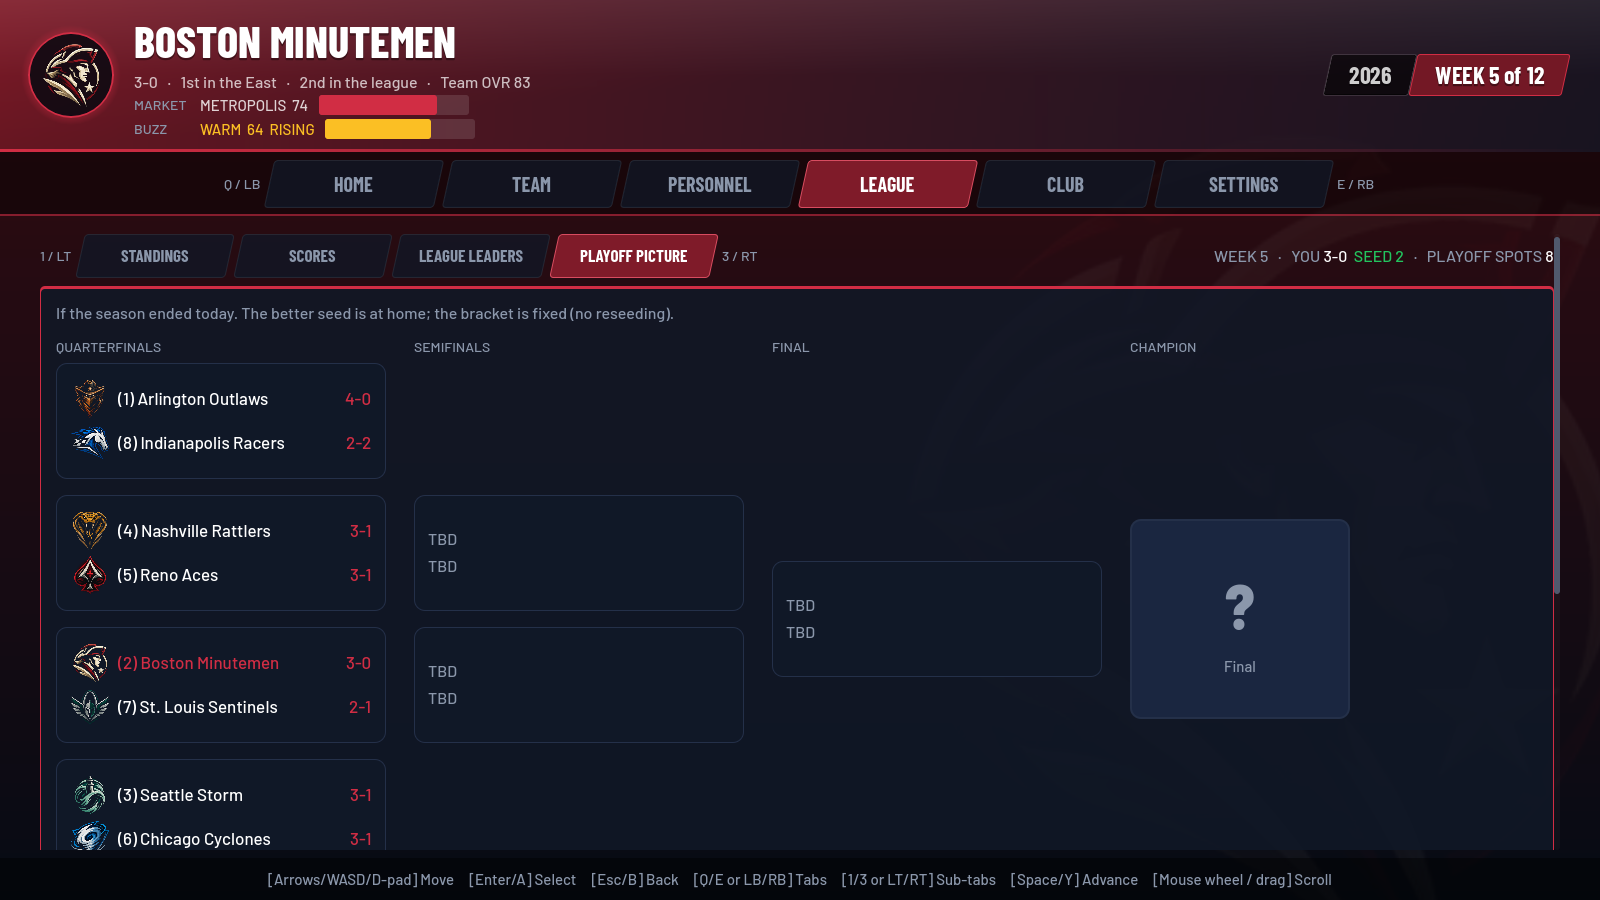 BOSTON MINUTEMEN
3-0 · 1st in the East · 2nd in the league · Team OVR 83
MARKET METROPOLIS 74
BUZZ WARM 64 RISING
2026 WEEK 5 of 12
Q / LB HOME TEAM PERSONNEL LEAGUE CLUB SETTINGS E / RB
1 / LT STANDINGS SCORES LEAGUE LEADERS PLAYOFF PICTURE 3 / RT
WEEK 5 · YOU 3-0 SEED 2 · PLAYOFF SPOTS 8
If the season ended today. The better seed is at home; the bracket is fixed (no reseeding).
QUARTERFINALS SEMIFINALS FINAL CHAMPION
(1) Arlington Outlaws 4-0
(8) Indianapolis Racers 2-2
(4) Nashville Rattlers 3-1
(5) Reno Aces 3-1
(2) Boston Minutemen 3-0
(7) St. Louis Sentinels 2-1
(3) Seattle Storm 3-1
(6) Chicago Cyclones 3-1
TBD
TBD
TBD
TBD
TBD
TBD
?
Final
[Arrows/WASD/D-pad] Move [Enter/A] Select [Esc/B] Back [Q/E or LB/RB] Tabs [1/3 or LT/RT] Sub-tabs [Space/Y] Advance [Mouse wheel / drag] Scroll